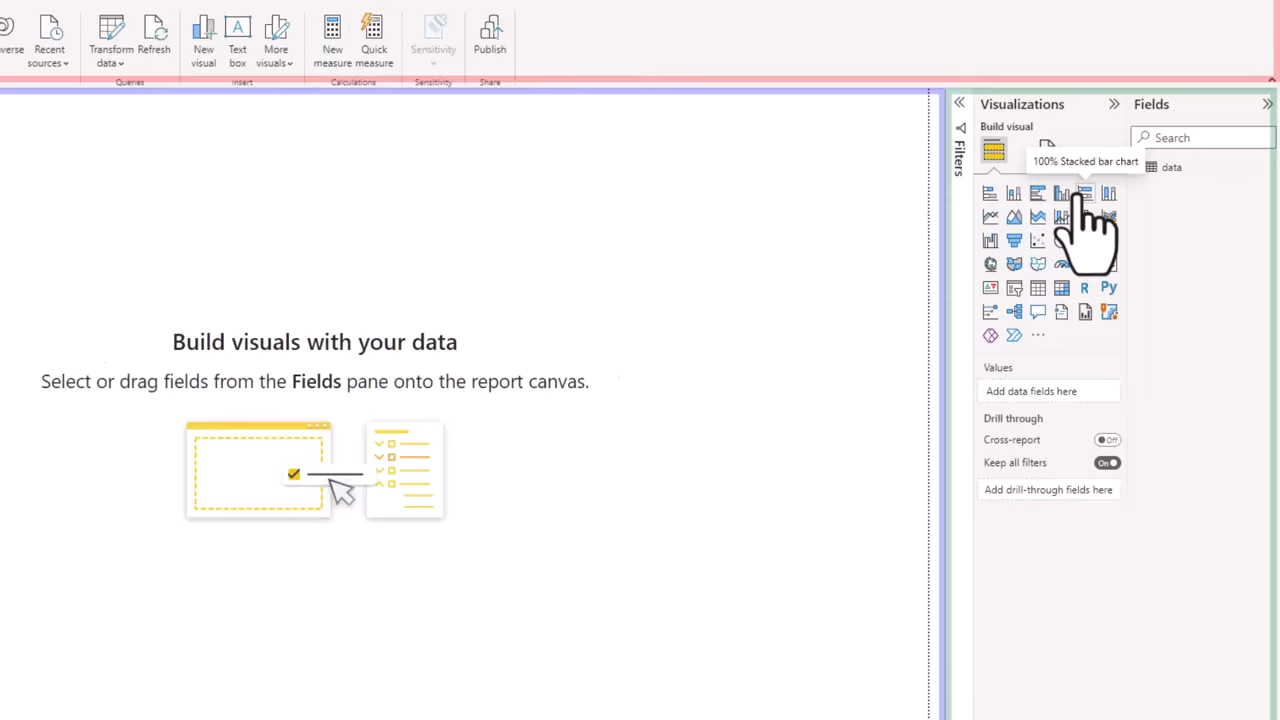 Recent
sources
Transform
data
Refresh
Queries
New
visual
Text
box
A
More
visuals
Insert
New
measure
Quick
measure
Calculations
Sensitivity
Sensitivity
Publish
Share
Filters
Visualizations
Build visual
100% Stacked bar chart
R
Py
Values
Add data fields here
Drill through
Cross-report
Off
Keep all filters
On
Add drill-through fields here
Fields
Search
data
Build visuals with your data
Select or drag fields from the Fields pane onto the report canvas.